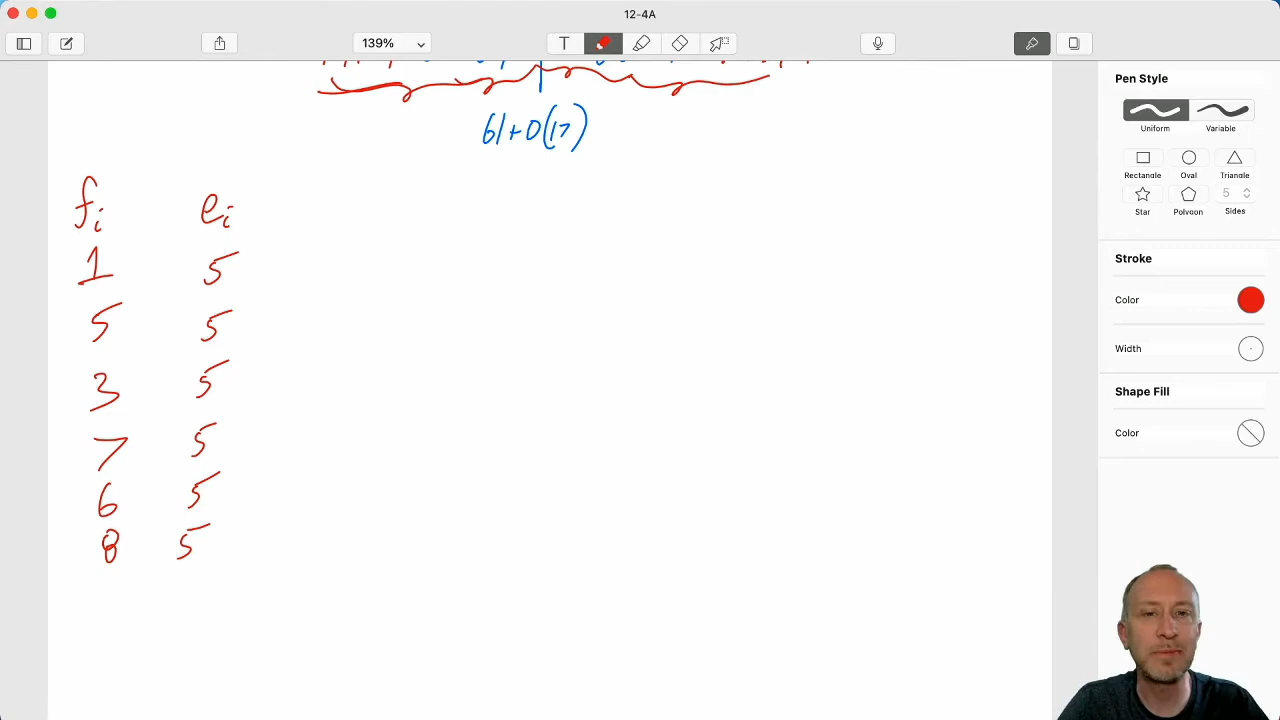 12-4A
139%
T
Pen Style
Uniform Variable
Rectangle Oval Triangle
5
Star Polygon Sides
Stroke
Color
Width
Shape Fill
Color
61+0(17)
fi ei
1 5
5 5
3 5
7 5
6 5
8 5